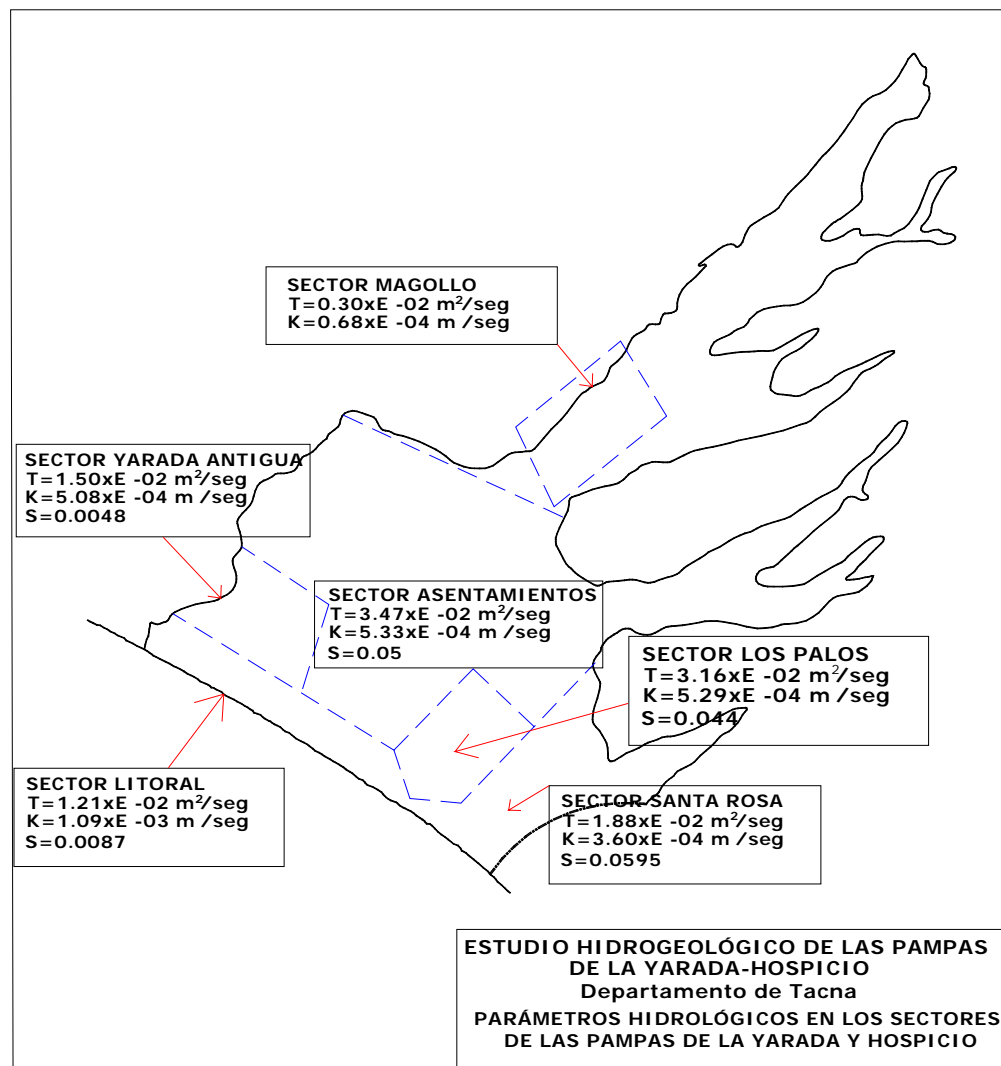 SECTOR MAGOLLO
T=0.30xE -02 m²/seg
K=0.68xE -04 m /seg
SECTOR YARADA ANTIGUA
T=1.50xE -02 m²/seg
K=5.08xE -04 m /seg
S=0.0048
SECTOR ASENTAMIENTOS
T=3.47xE -02 m²/seg
K=5.33xE -04 m /seg
S=0.05
SECTOR LOS PALOS
T=3.16xE -02 m²/seg
K=5.29xE -04 m /seg
S=0.044
SECTOR LITORAL
T=1.21xE -02 m²/seg
K=1.09xE -03 m /seg
S=0.0087
SECTOR SANTA ROSA
T=1.88xE -02 m²/seg
K=3.60xE -04 m /seg
S=0.0595
ESTUDIO HIDROGEOLÓGICO DE LAS PAMPAS
DE LA YARADA-HOSPICIO
Departamento de Tacna
PARÁMETROS HIDROLÓGICOS EN LOS SECTORES
DE LAS PAMPAS DE LA YARADA Y HOSPICIO